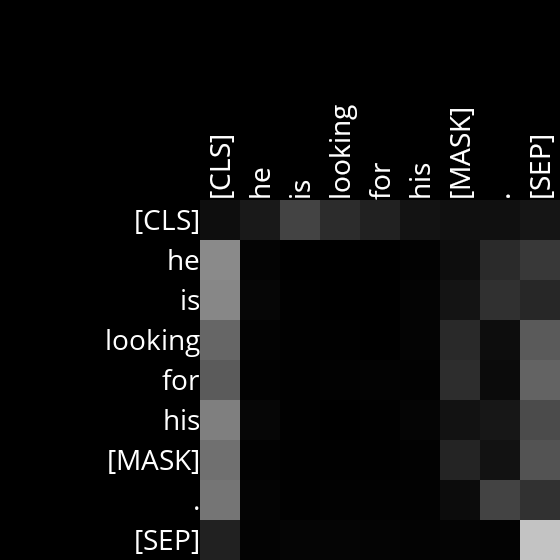 [CLS] he is looking for his [MASK] . [SEP]
[CLS]
he
is
looking
for
his
[MASK]
.
[SEP]